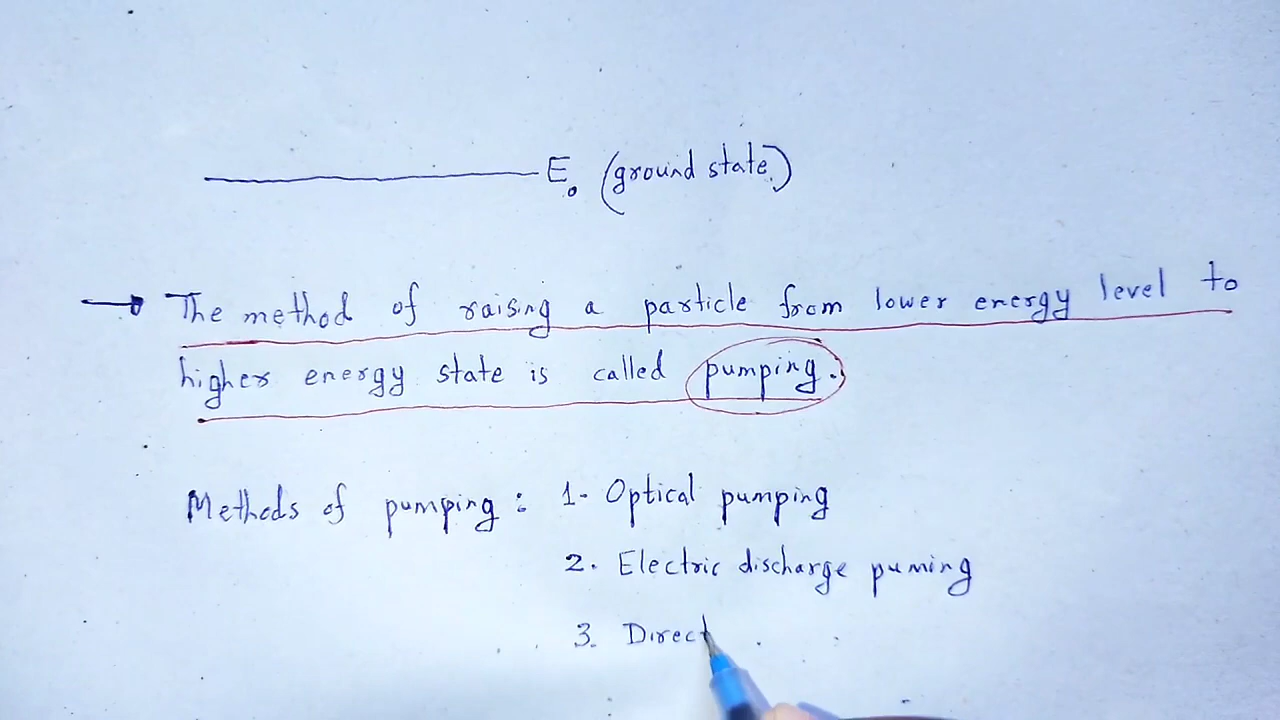 E₀ (ground state)
→ The method of raising a particle from lower energy level to
higher energy state is called pumping.
Methods of pumping : 1. Optical pumping
2. Electric discharge puming
3. Direct